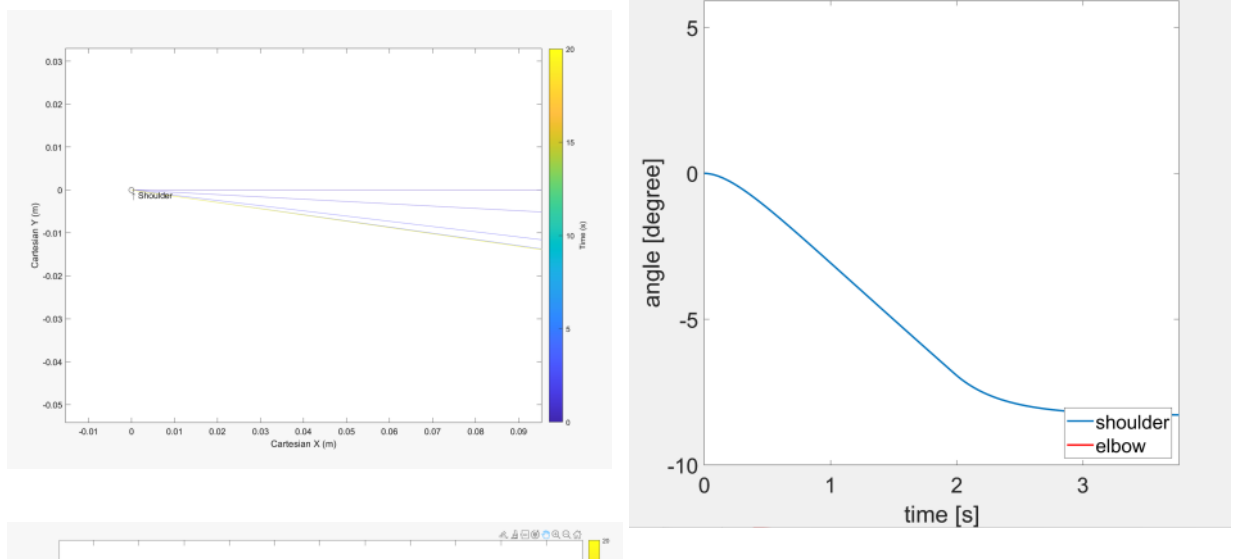 0.03
0.02
0.01
0
-0.01
-0.02
-0.03
-0.04
-0.05
Cartesian Y (m)
Shoulder
-0.01 0 0.01 0.02 0.03 0.04 0.05 0.06 0.07 0.08 0.09
Cartesian X (m)
20
15
10
5
0
Time (s)
5
0
-5
-10
angle [degree]
0 1 2 3
time [s]
shoulder
elbow
20